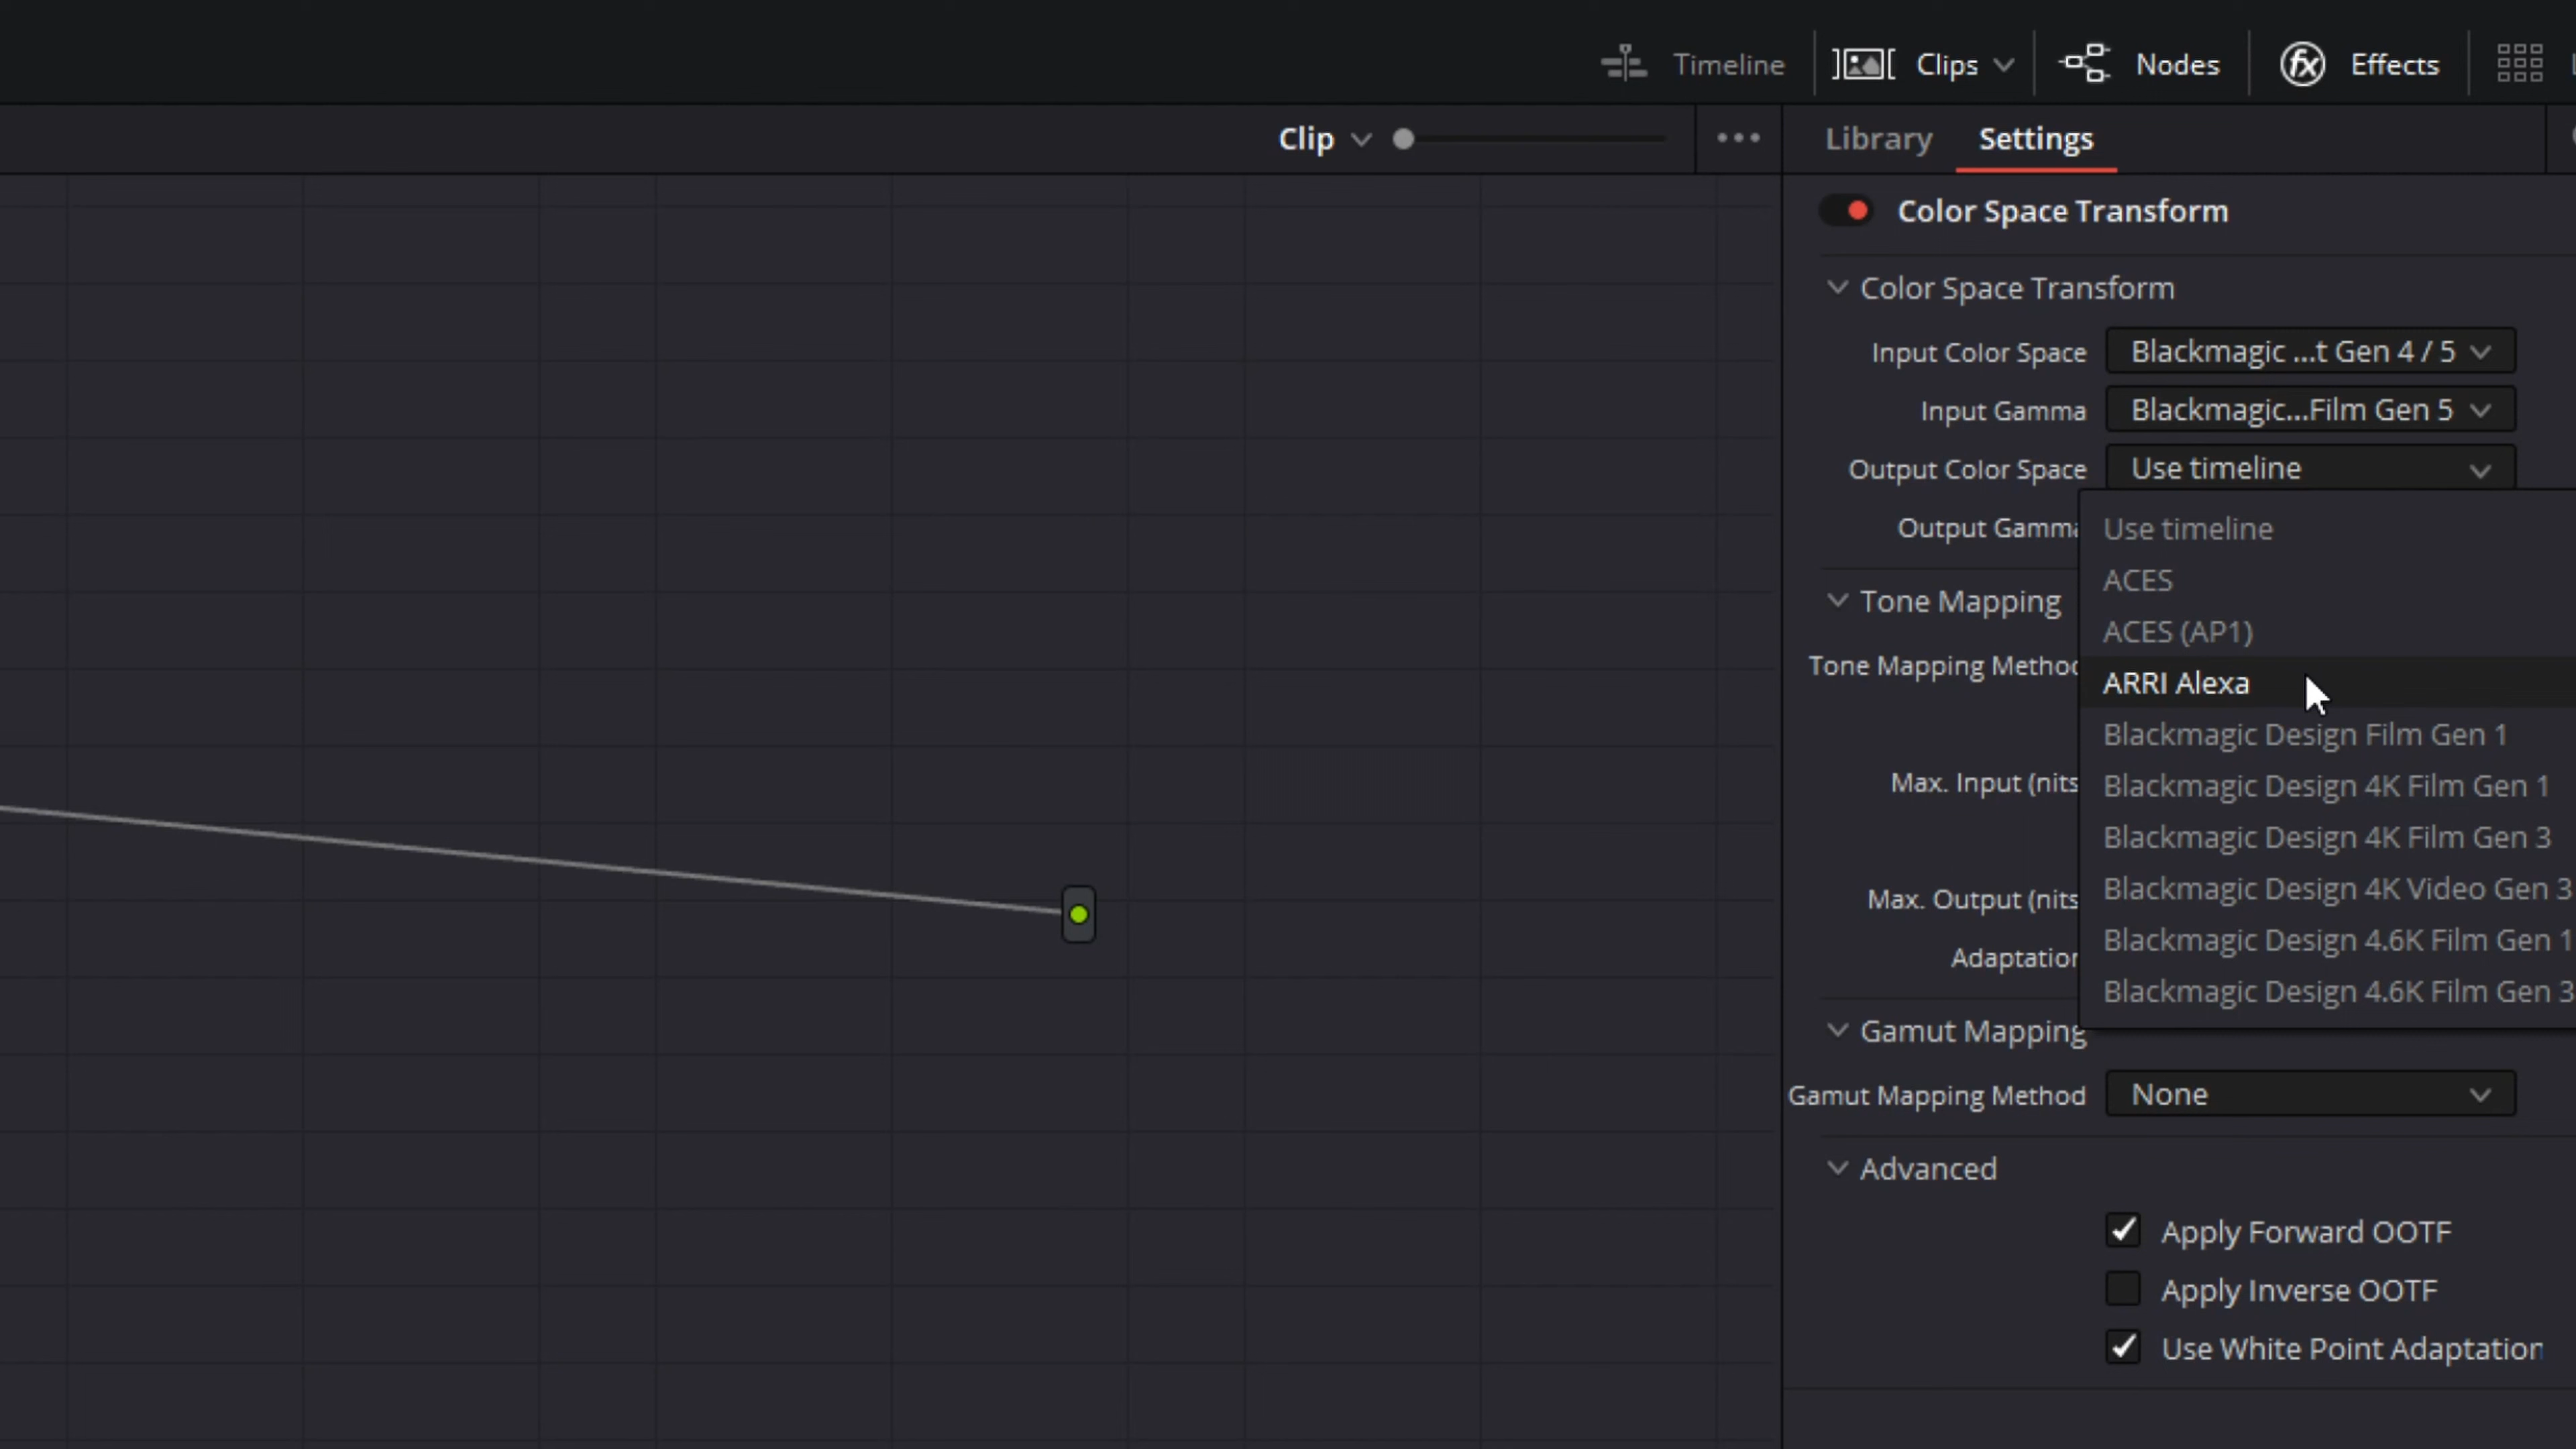 Timeline
Clips
Nodes
Effects
Clip
Library
Settings
Color Space Transform
Color Space Transform
Input Color Space
Blackmagic ...t Gen 4 / 5
Input Gamma
Blackmagic...Film Gen 5
Output Color Space
Use timeline
Output Gamma
Use timeline
ACES
ACES (AP1)
ARRI Alexa
Blackmagic Design Film Gen 1
Blackmagic Design 4K Film Gen 1
Blackmagic Design 4K Film Gen 3
Blackmagic Design 4K Video Gen 3
Blackmagic Design 4.6K Film Gen 1
Blackmagic Design 4.6K Film Gen 3
Tone Mapping
Tone Mapping Method
Max. Input (nits
Max. Output (nits
Adaptation
Gamut Mapping
Gamut Mapping Method
None
Advanced
Apply Forward OOTF
Apply Inverse OOTF
Use White Point Adaptation